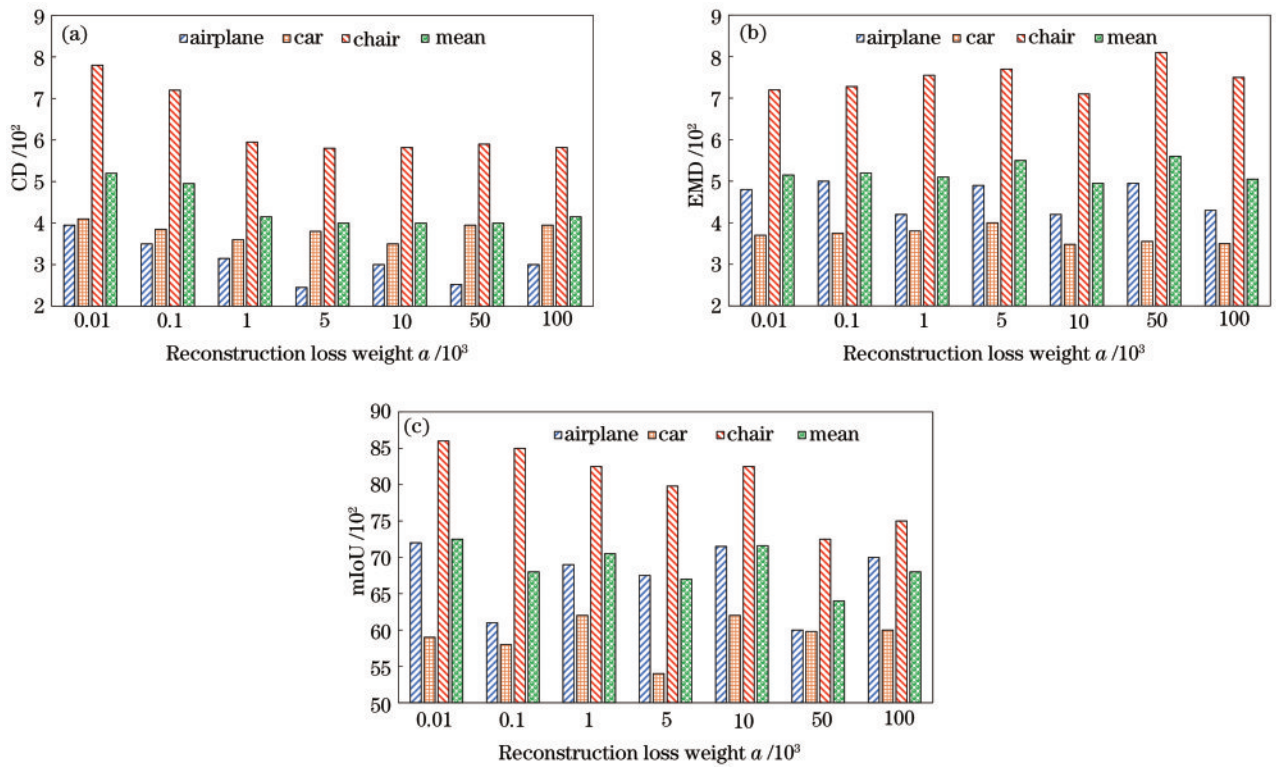 (a)
airplane car chair mean
9
8
7
6
5
4
3
2
CD /10²
0.01 0.1 1 5 10 50 100
Reconstruction loss weight a /10³
(b)
airplane car chair mean
9
8
7
6
5
4
3
2
EMD /10²
0.01 0.1 1 5 10 50 100
Reconstruction loss weight a /10³
(c)
airplane car chair mean
90
85
80
75
70
65
60
55
50
mIoU /10²
0.01 0.1 1 5 10 50 100
Reconstruction loss weight a /10³